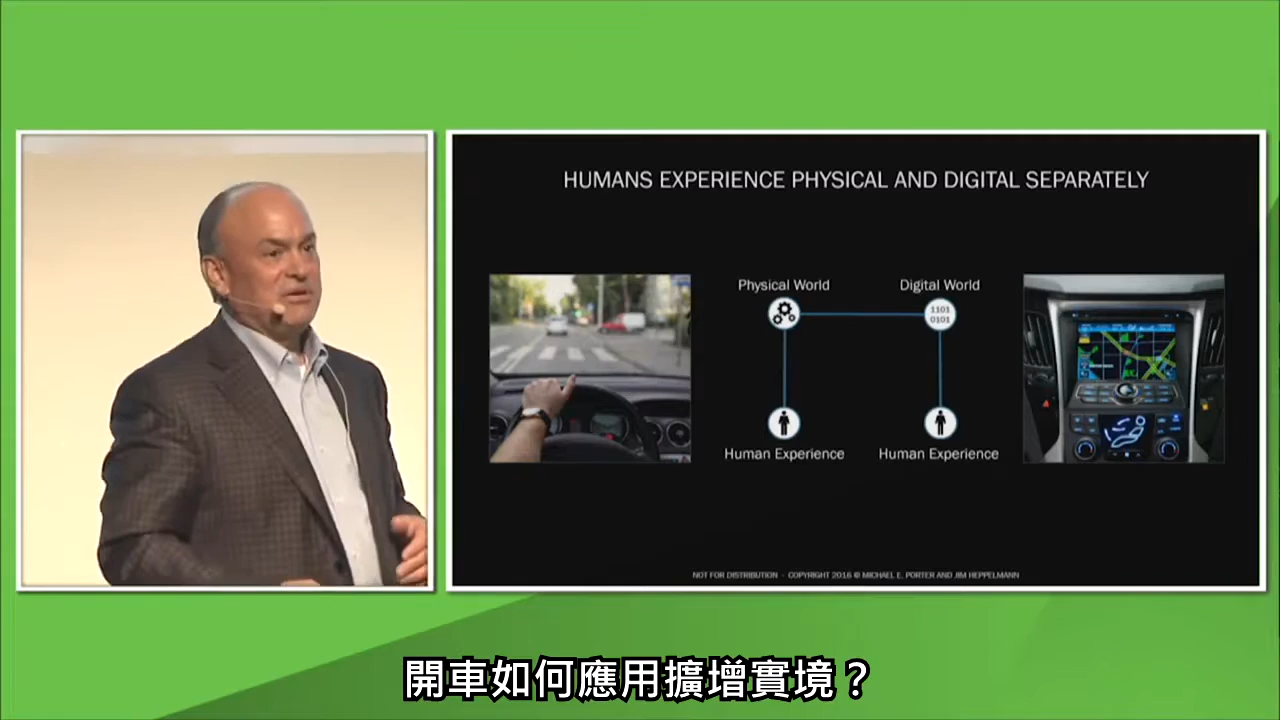 HUMANS EXPERIENCE PHYSICAL AND DIGITAL SEPARATELY
Physical World
Digital World
1101
0101
Human Experience
Human Experience
NOT FOR DISTRIBUTION - COPYRIGHT 2016 © MICHAEL E. PORTER AND JIM HEPPELMANN
開車如何應用擴增實境？